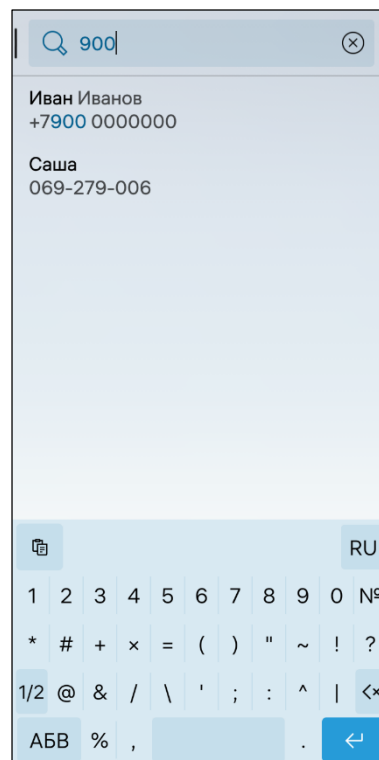 900
Иван Иванов
+7900 0000000
Саша
069-279-006
RU
1 2 3 4 5 6 7 8 9 0 №
* # + × = ( ) " ~ ! ?
1/2 @ & / \ ' ; : ^ |
АБВ % , .